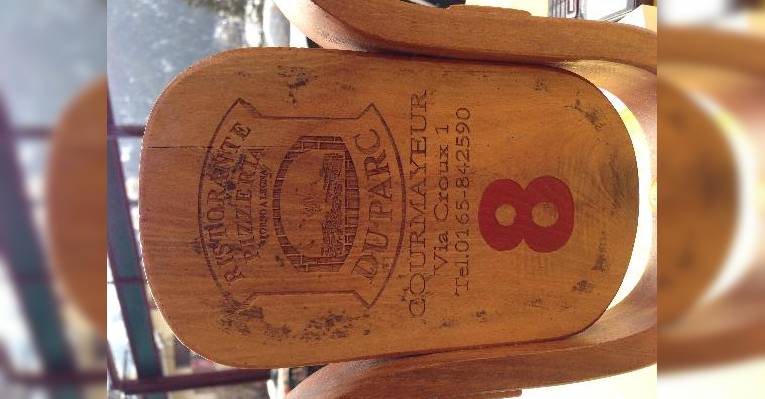 RISTORANTE
PIZZERIA
FORNO A LEGNA
DU PARC
COURMAYEUR
Via Croux 1
Tel.0165-842590
8